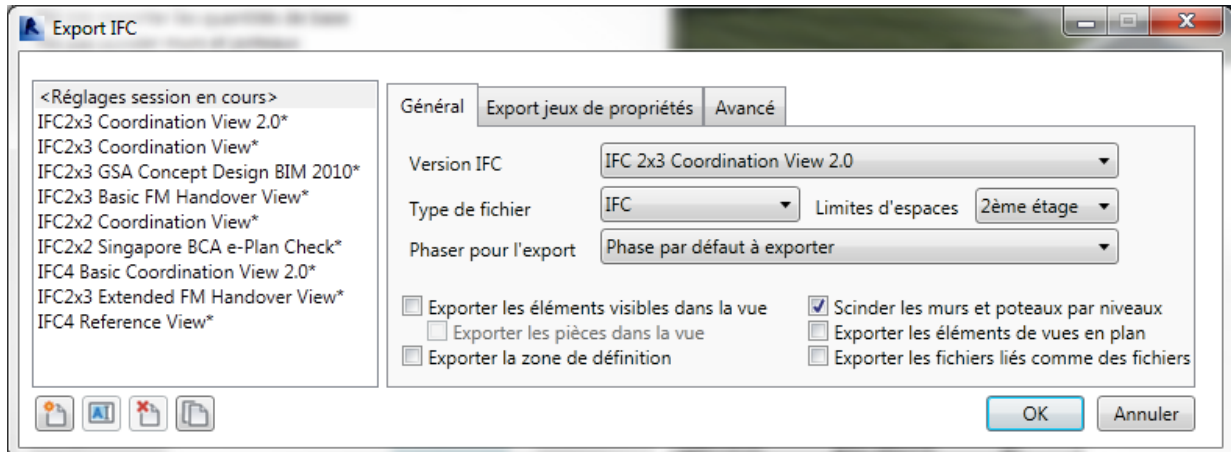 Export IFC
<Réglages session en cours>
IFC2x3 Coordination View 2.0*
IFC2x3 Coordination View*
IFC2x3 GSA Concept Design BIM 2010*
IFC2x3 Basic FM Handover View*
IFC2x2 Coordination View*
IFC2x2 Singapore BCA e-Plan Check*
IFC4 Basic Coordination View 2.0*
IFC2x3 Extended FM Handover View*
IFC4 Reference View*
Général Export jeux de propriétés Avancé
Version IFC IFC 2x3 Coordination View 2.0
Type de fichier IFC Limites d'espaces 2ème étage
Phaser pour l'export Phase par défaut à exporter
Exporter les éléments visibles dans la vue
Exporter les pièces dans la vue
Exporter la zone de définition
Scinder les murs et poteaux par niveaux
Exporter les éléments de vues en plan
Exporter les fichiers liés comme des fichiers
OK Annuler